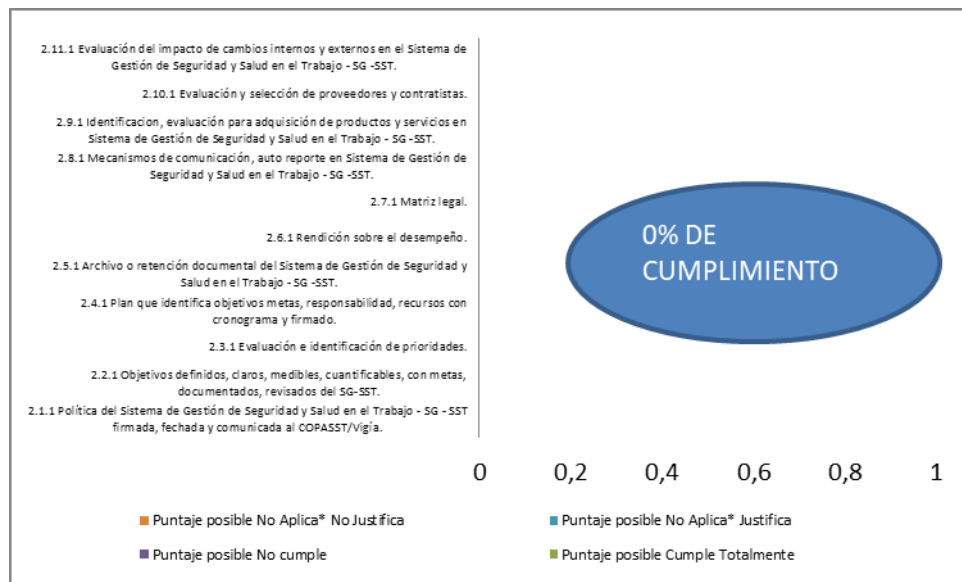 2.11.1 Evaluación del impacto de cambios internos y externos en el Sistema de
Gestión de Seguridad y Salud en el Trabajo - SG -SST.
2.10.1 Evaluación y selección de proveedores y contratistas.
2.9.1 Identificacion, evaluación para adquisición de productos y servicios en
Sistema de Gestión de Seguridad y Salud en el Trabajo - SG -SST.
2.8.1 Mecanismos de comunicación, auto reporte en Sistema de Gestión de
Seguridad y Salud en el Trabajo - SG -SST.
2.7.1 Matriz legal.
2.6.1 Rendición sobre el desempeño.
2.5.1 Archivo o retención documental del Sistema de Gestión de Seguridad y
Salud en el Trabajo - SG -SST.
2.4.1 Plan que identifica objetivos metas, responsabilidad, recursos con
cronograma y firmado.
2.3.1 Evaluación e identificación de prioridades.
2.2.1 Objetivos definidos, claros, medibles, cuantificables, con metas,
documentados, revisados del SG-SST.
2.1.1 Política del Sistema de Gestión de Seguridad y Salud en el Trabajo - SG - SST
firmada, fechada y comunicada al COPASST/Vigía.
0% DE
CUMPLIMIENTO
0 0,2 0,4 0,6 0,8 1
Puntaje posible No Aplica* No Justifica
Puntaje posible No Aplica* Justifica
Puntaje posible No cumple
Puntaje posible Cumple Totalmente